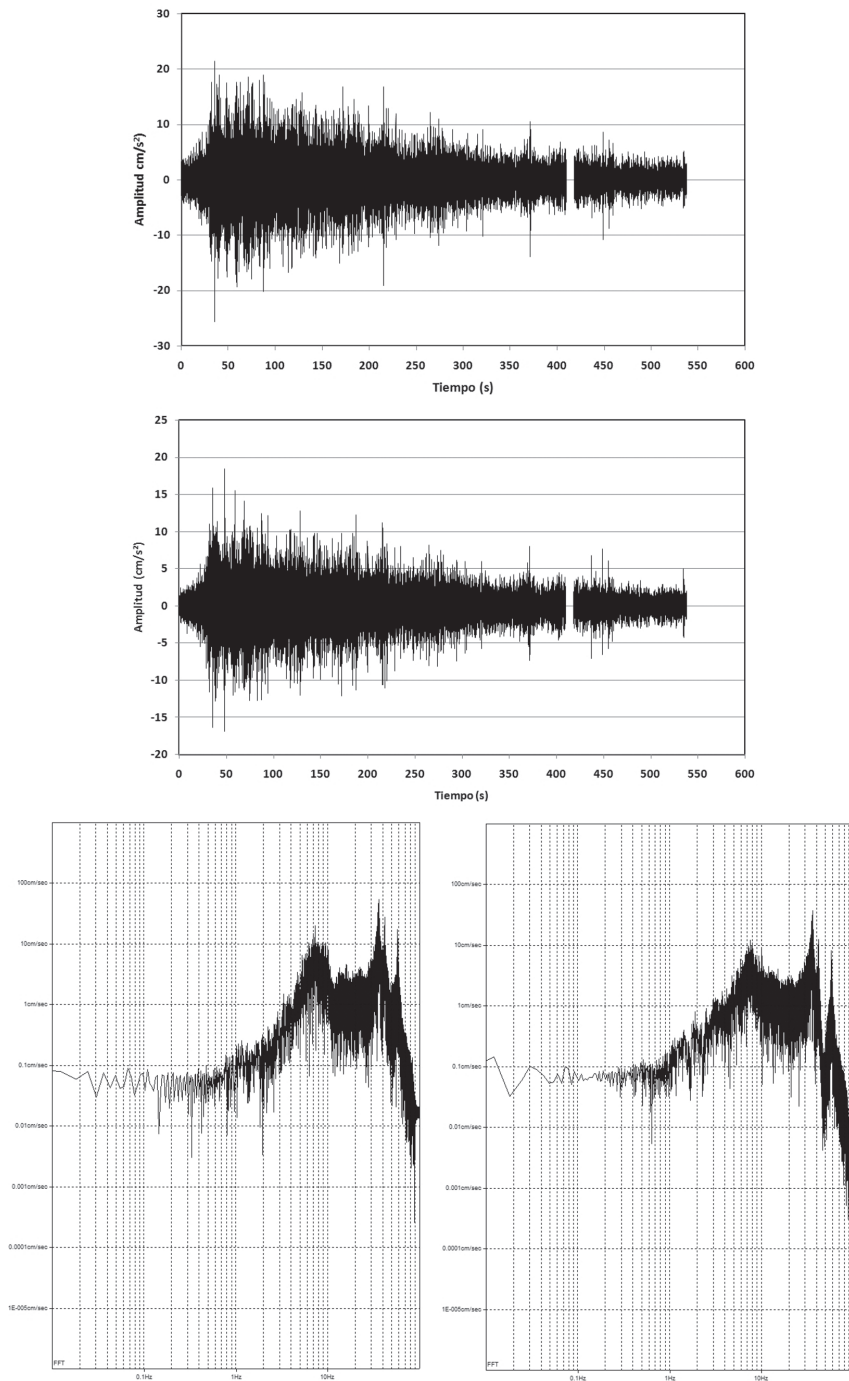 30
20
10
0
-10
-20
-30
Amplitud cm/s²
0 50 100 150 200 250 300 350 400 450 500 550 600
Tiempo (s)
25
20
15
10
5
0
-5
-10
-15
-20
Amplitud (cm/s²)
0 50 100 150 200 250 300 350 400 450 500 550 600
Tiempo (s)
100cm/sec
10cm/sec
1cm/sec
0.1cm/sec
0.01cm/sec
0.001cm/sec
0.0001cm/sec
1E-005cm/sec
FFT
0.1Hz 1Hz 10Hz
100cm/sec
10cm/sec
1cm/sec
0.1cm/sec
0.01cm/sec
0.001cm/sec
0.0001cm/sec
1E-005cm/sec
FFT
0.1Hz 1Hz 10Hz